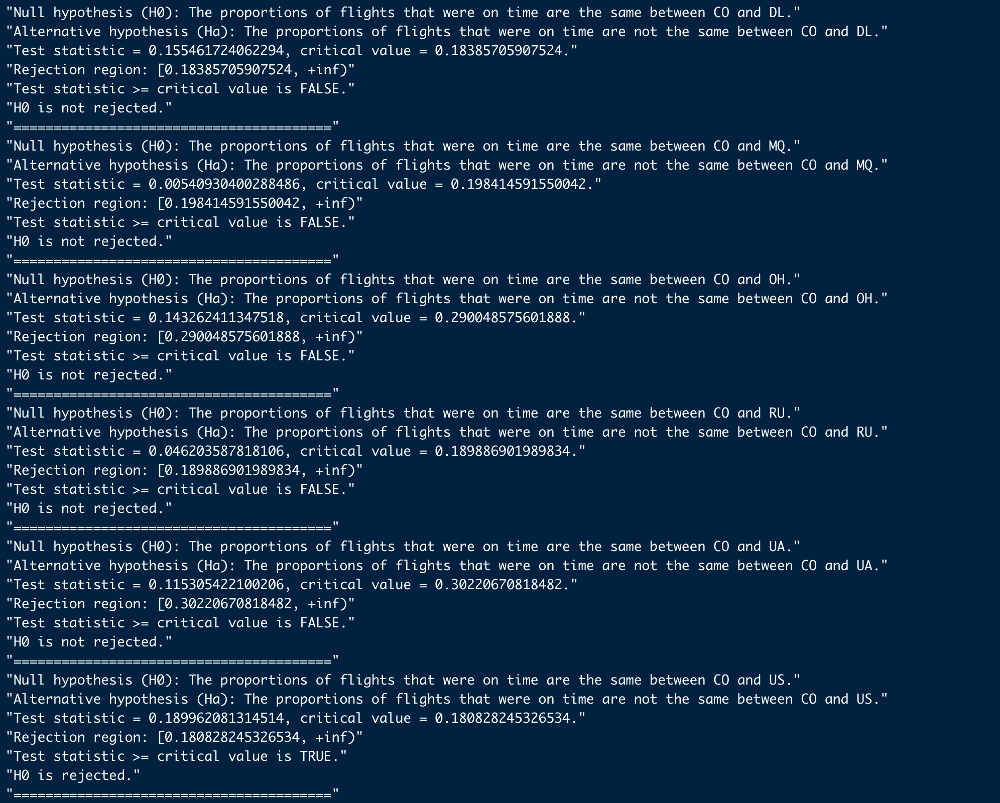 "Null hypothesis (H0): The proportions of flights that were on time are the same between CO and DL."
"Alternative hypothesis (Ha): The proportions of flights that were on time are not the same between CO and DL."
"Test statistic = 0.155461724062294, critical value = 0.18385705907524."
"Rejection region: [0.18385705907524, +inf)"
"Test statistic >= critical value is FALSE."
"H0 is not rejected."
"========================================"
"Null hypothesis (H0): The proportions of flights that were on time are the same between CO and MQ."
"Alternative hypothesis (Ha): The proportions of flights that were on time are not the same between CO and MQ."
"Test statistic = 0.00540930400288486, critical value = 0.198414591550042."
"Rejection region: [0.198414591550042, +inf)"
"Test statistic >= critical value is FALSE."
"H0 is not rejected."
"========================================"
"Null hypothesis (H0): The proportions of flights that were on time are the same between CO and OH."
"Alternative hypothesis (Ha): The proportions of flights that were on time are not the same between CO and OH."
"Test statistic = 0.143262411347518, critical value = 0.290048575601888."
"Rejection region: [0.290048575601888, +inf)"
"Test statistic >= critical value is FALSE."
"H0 is not rejected."
"========================================"
"Null hypothesis (H0): The proportions of flights that were on time are the same between CO and RU."
"Alternative hypothesis (Ha): The proportions of flights that were on time are not the same between CO and RU."
"Test statistic = 0.046203587818106, critical value = 0.189886901989834."
"Rejection region: [0.189886901989834, +inf)"
"Test statistic >= critical value is FALSE."
"H0 is not rejected."
"========================================"
"Null hypothesis (H0): The proportions of flights that were on time are the same between CO and UA."
"Alternative hypothesis (Ha): The proportions of flights that were on time are not the same between CO and UA."
"Test statistic = 0.115305422100206, critical value = 0.30220670818482."
"Rejection region: [0.30220670818482, +inf)"
"Test statistic >= critical value is FALSE."
"H0 is not rejected."
"========================================"
"Null hypothesis (H0): The proportions of flights that were on time are the same between CO and US."
"Alternative hypothesis (Ha): The proportions of flights that were on time are not the same between CO and US."
"Test statistic = 0.189962081314514, critical value = 0.180828245326534."
"Rejection region: [0.180828245326534, +inf)"
"Test statistic >= critical value is TRUE."
"H0 is rejected."
"========================================"